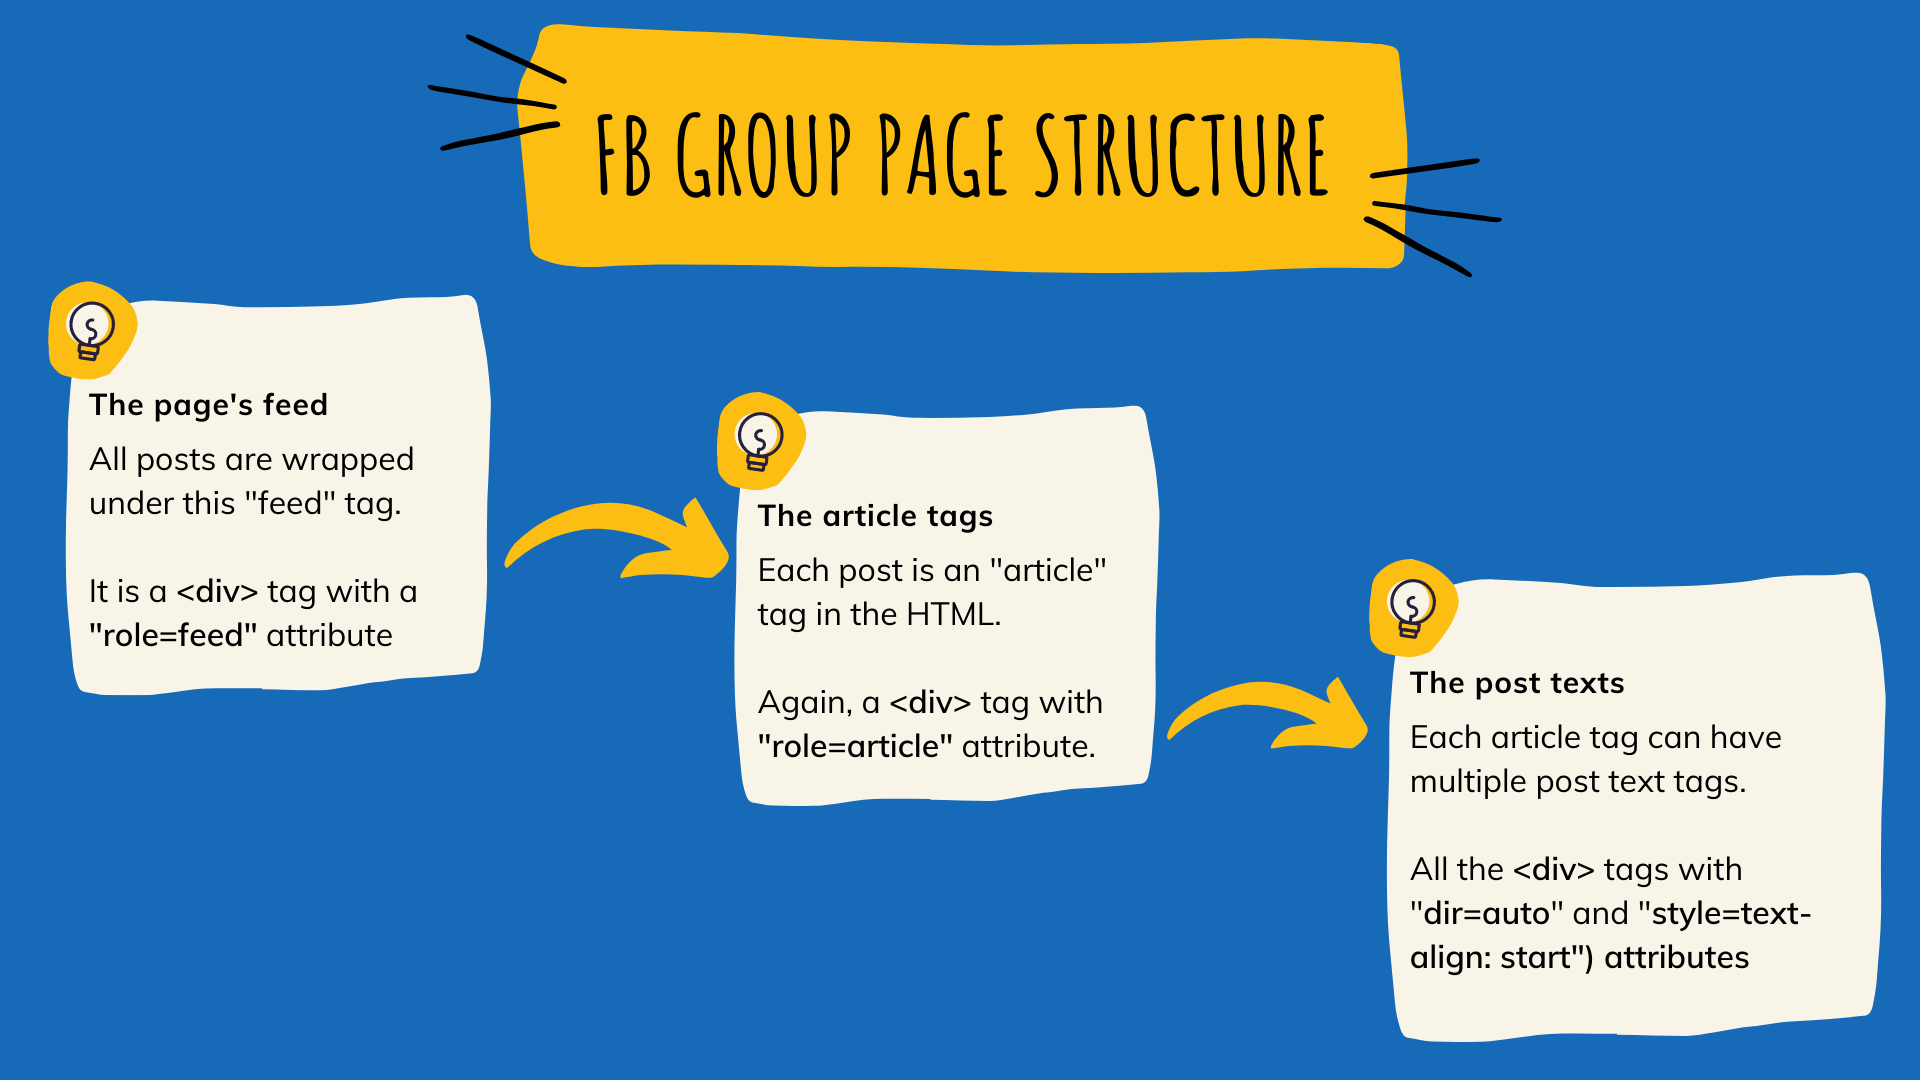 FB GROUP PAGE STRUCTURE
The page's feed
All posts are wrapped
under this "feed" tag.
It is a <div> tag with a
"role=feed" attribute
The article tags
Each post is an "article"
tag in the HTML.
Again, a <div> tag with
"role=article" attribute.
The post texts
Each article tag can have
multiple post text tags.
All the <div> tags with
"dir=auto" and "style=text-
align: start") attributes